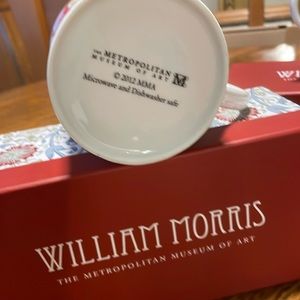 THE METROPOLITAN
MUSEUM OF ART M
© 2012 MMA
Microwave and Dishwasher safe
WILLIAM MORRIS
THE METROPOLITAN MUSEUM OF ART